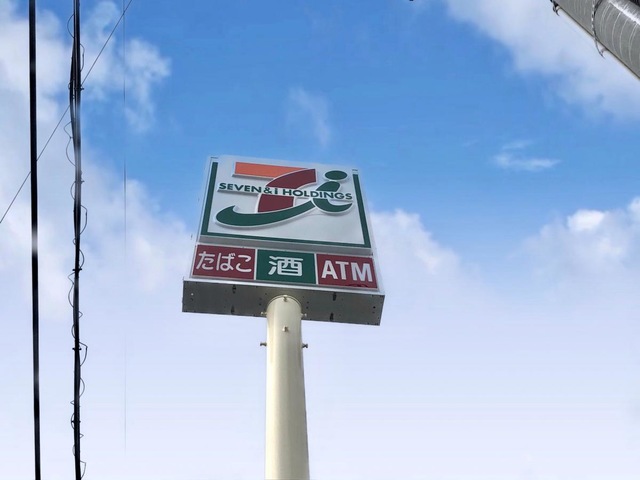 SEVEN & i HOLDINGS
たばこ 酒 ATM